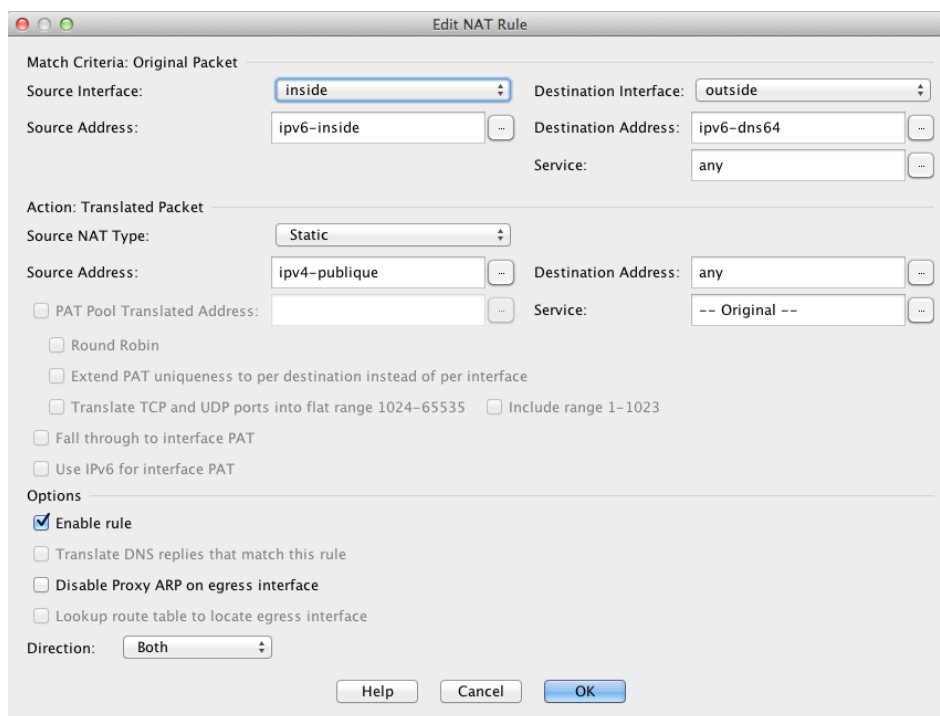 Edit NAT Rule
Match Criteria: Original Packet
Source Interface: inside Destination Interface: outside
Source Address: ipv6-inside ... Destination Address: ipv6-dns64 ...
Service: any ...
Action: Translated Packet
Source NAT Type: Static
Source Address: ipv4-publique ... Destination Address: any ...
PAT Pool Translated Address: ... Service: -- Original -- ...
Round Robin
Extend PAT uniqueness to per destination instead of per interface
Translate TCP and UDP ports into flat range 1024-65535 Include range 1-1023
Fall through to interface PAT
Use IPv6 for interface PAT
Options
Enable rule
Translate DNS replies that match this rule
Disable Proxy ARP on egress interface
Lookup route table to locate egress interface
Direction: Both
Help Cancel OK